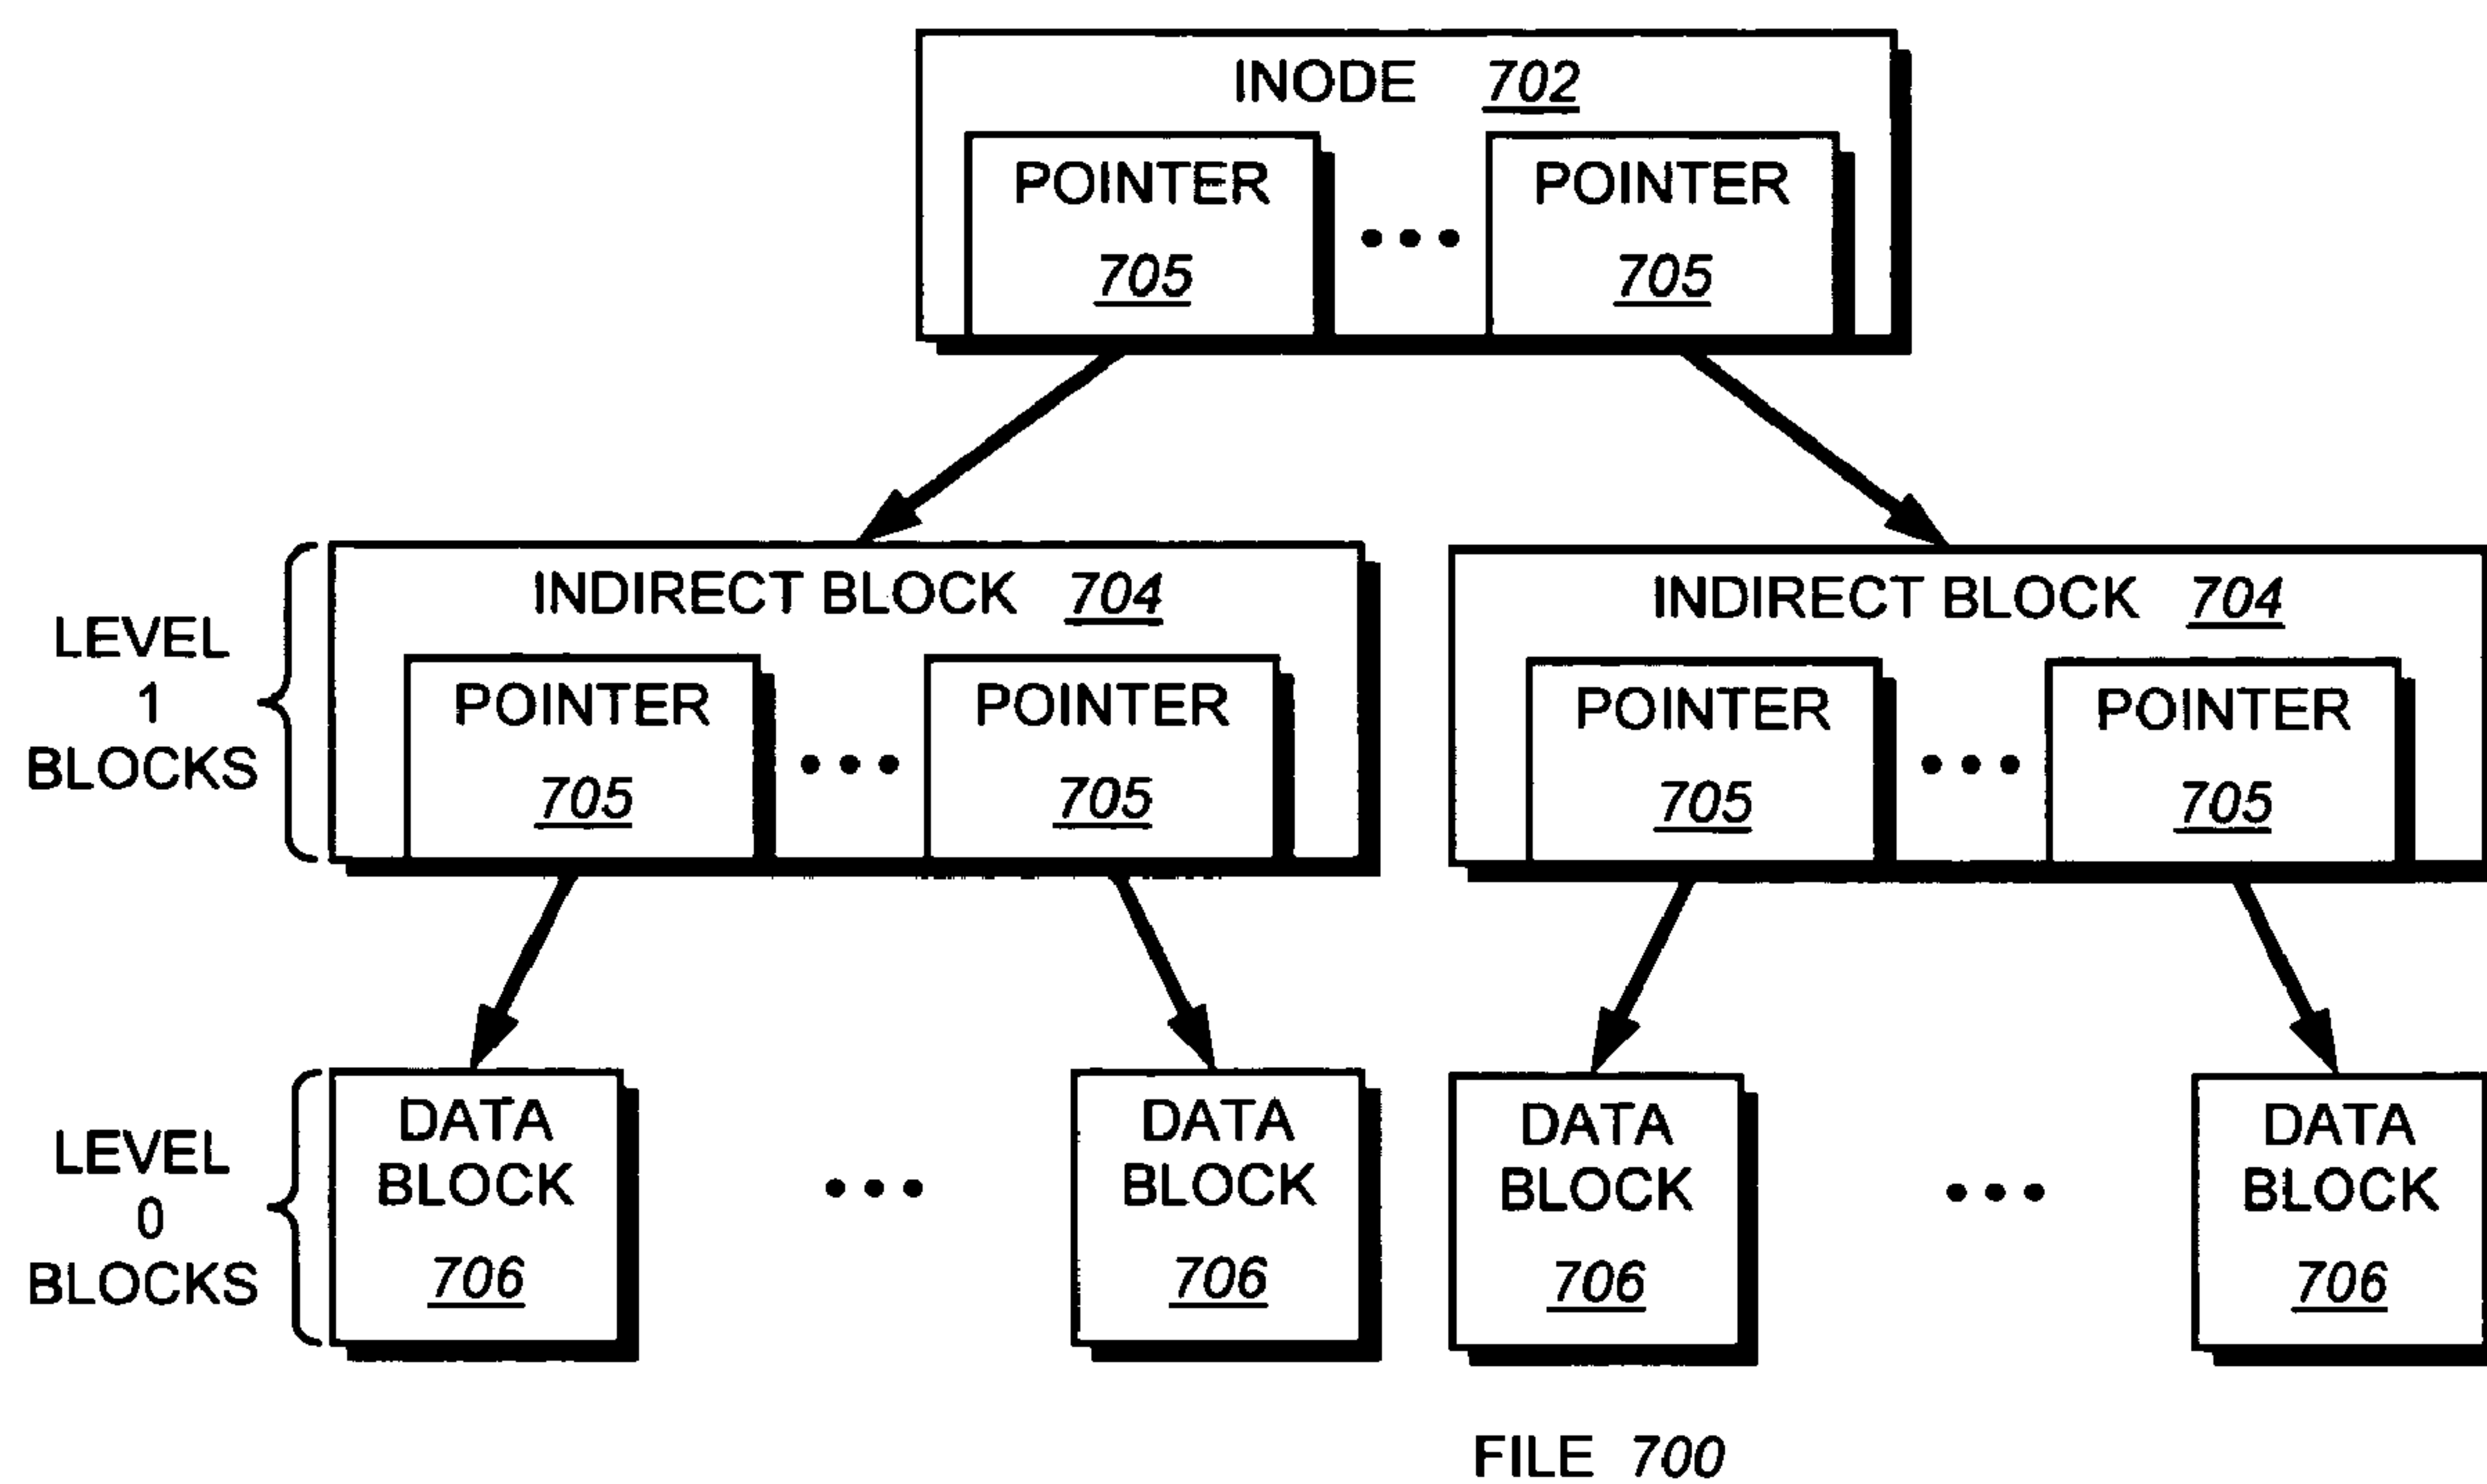 INODE 702
POINTER POINTER
705 ••• 705
INDIRECT BLOCK 704
INDIRECT BLOCK 704
LEVEL
1
BLOCKS
POINTER
705
•••
POINTER
705
POINTER
705
•••
POINTER
705
LEVEL
0
BLOCKS
DATA
BLOCK
706
•••
DATA
BLOCK
706
DATA
BLOCK
706
•••
DATA
BLOCK
706
FILE 700